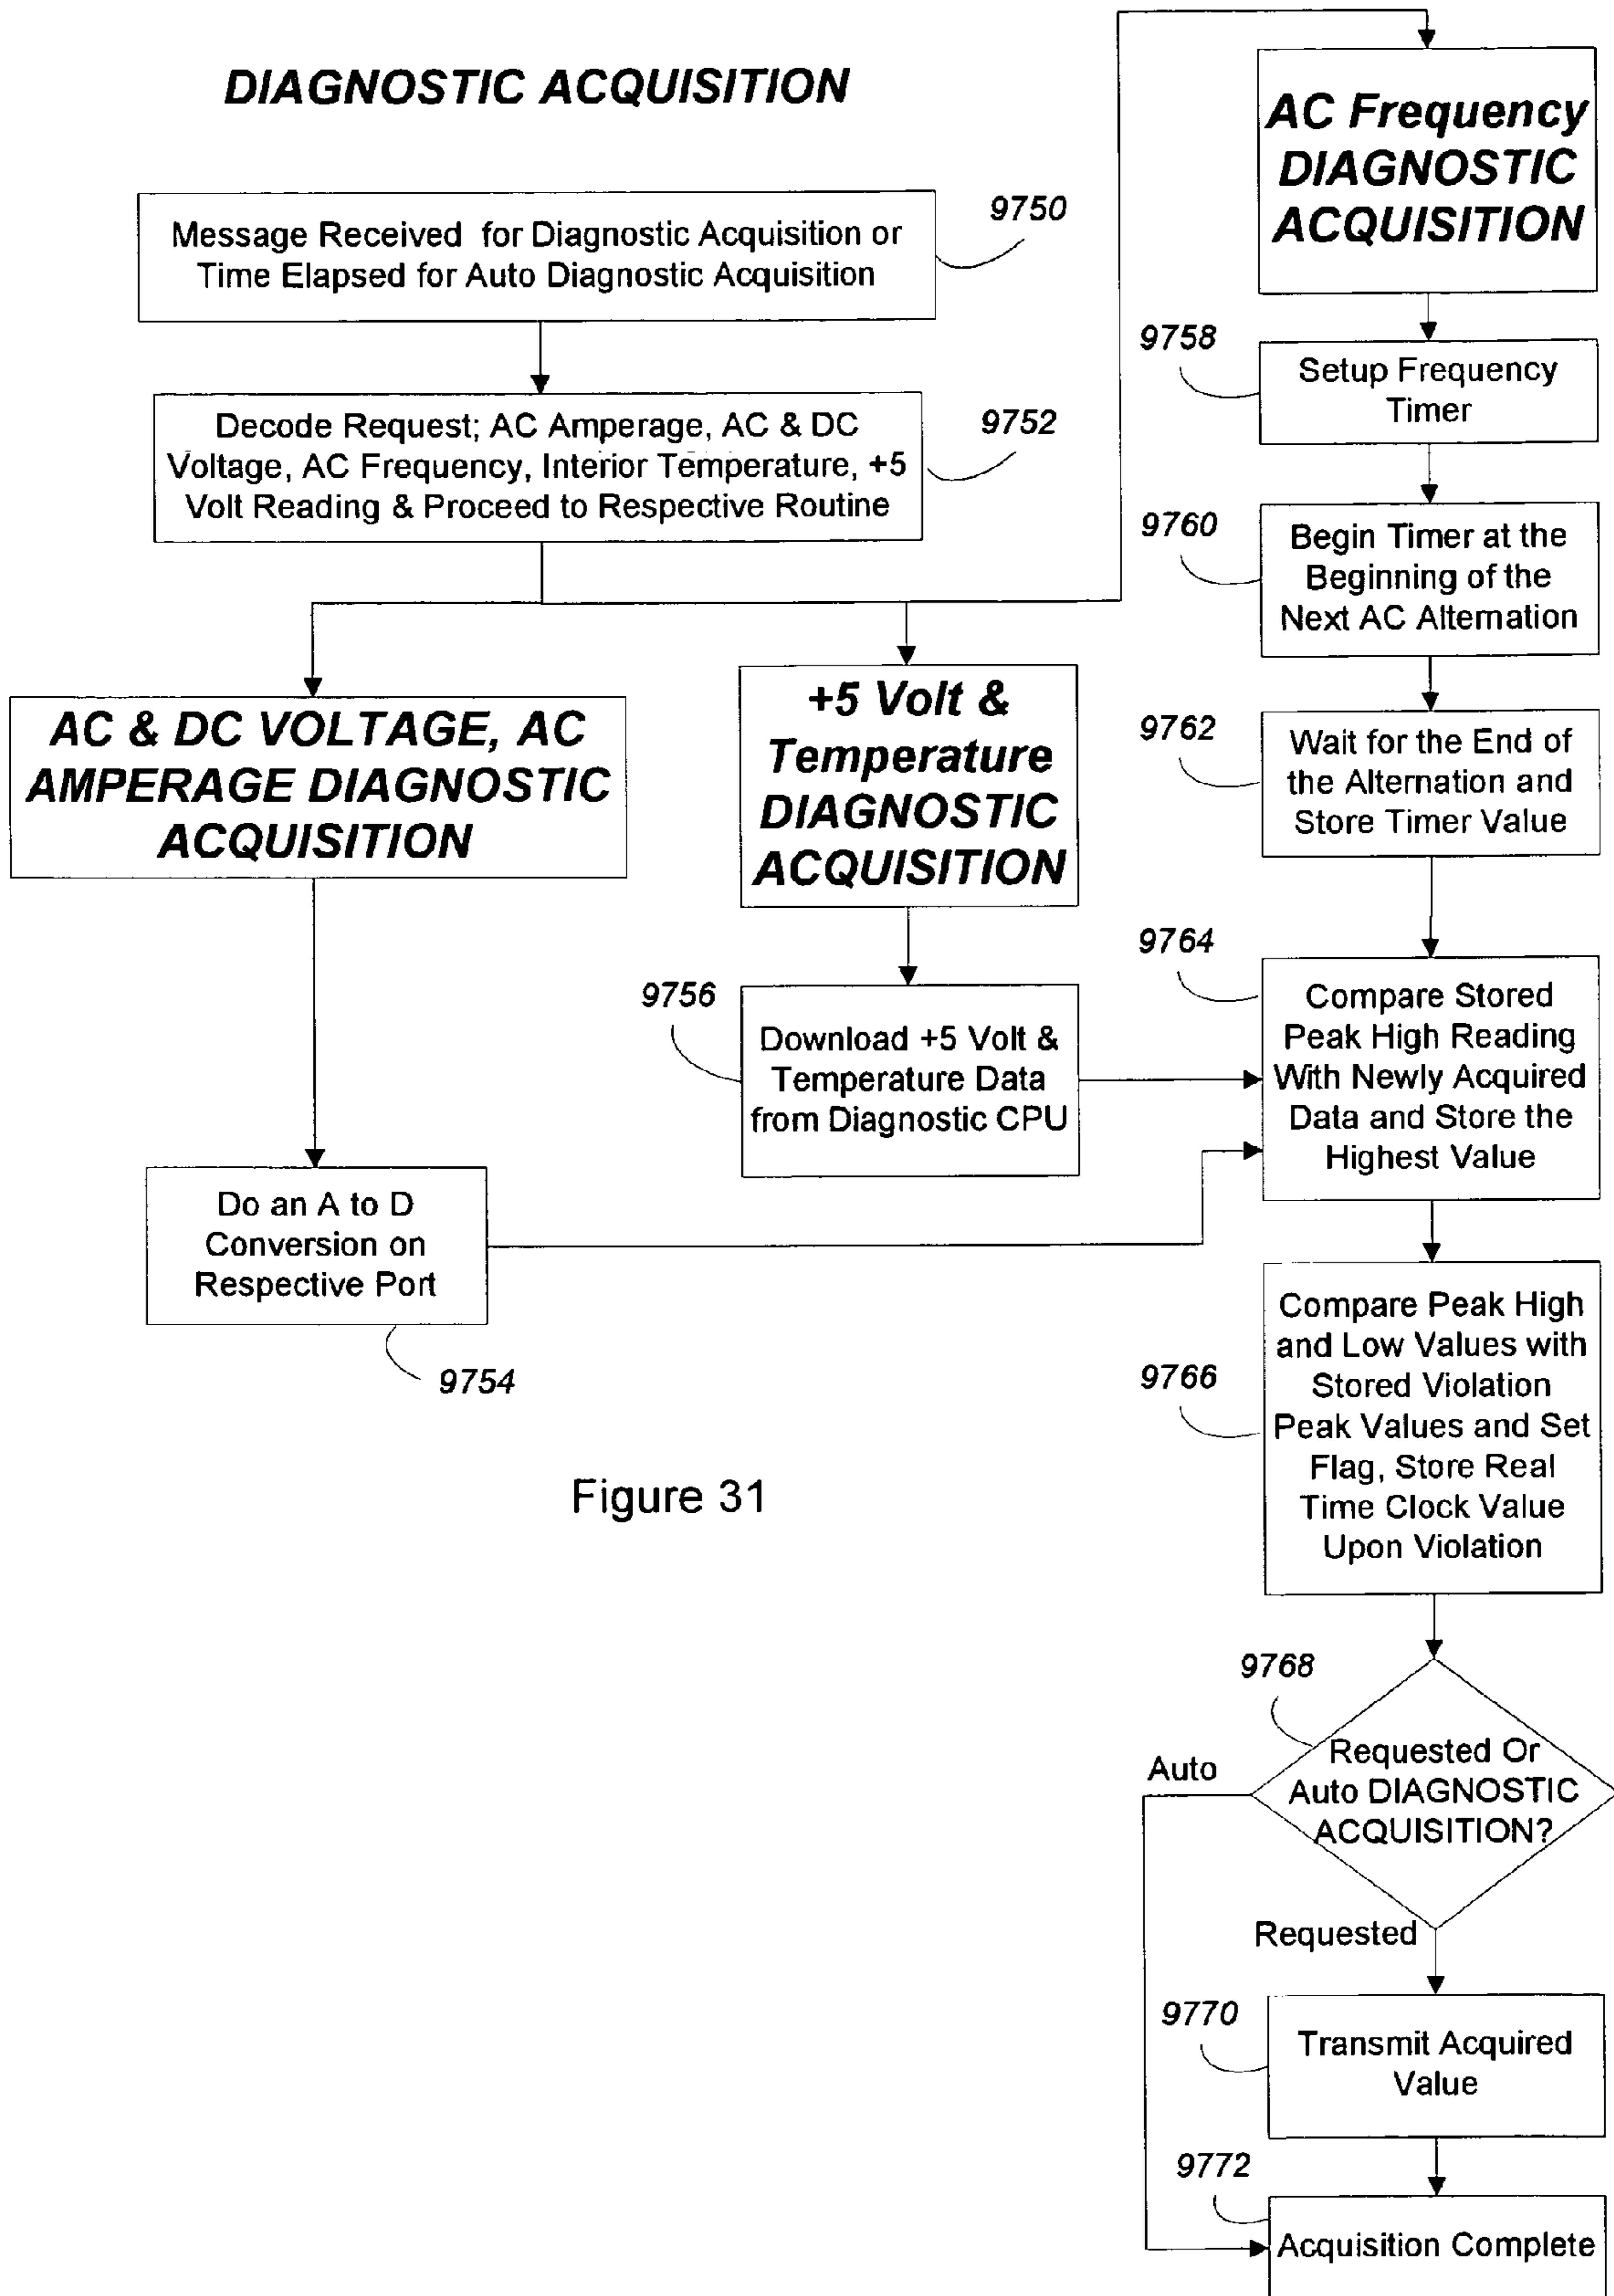 DIAGNOSTIC ACQUISITION
9750
Message Received for Diagnostic Acquisition or
Time Elapsed for Auto Diagnostic Acquisition
9752
Decode Request; AC Amperage, AC & DC
Voltage, AC Frequency, Interior Temperature, +5
Volt Reading & Proceed to Respective Routine
AC & DC VOLTAGE, AC
AMPERAGE DIAGNOSTIC
ACQUISITION
Do an A to D
Conversion on
Respective Port
9754
+5 Volt &
Temperature
DIAGNOSTIC
ACQUISITION
9756
Download +5 Volt &
Temperature Data
from Diagnostic CPU
AC Frequency
DIAGNOSTIC
ACQUISITION
9758
Setup Frequency
Timer
9760
Begin Timer at the
Beginning of the
Next AC Alternation
9762
Wait for the End of
the Alternation and
Store Timer Value
9764
Compare Stored
Peak High Reading
With Newly Acquired
Data and Store the
Highest Value
9766
Compare Peak High
and Low Values with
Stored Violation
Peak Values and Set
Flag, Store Real
Time Clock Value
Upon Violation
9768
Requested Or
Auto DIAGNOSTIC
ACQUISITION?
Auto
Requested
9770
Transmit Acquired
Value
9772
Acquisition Complete
Figure 31